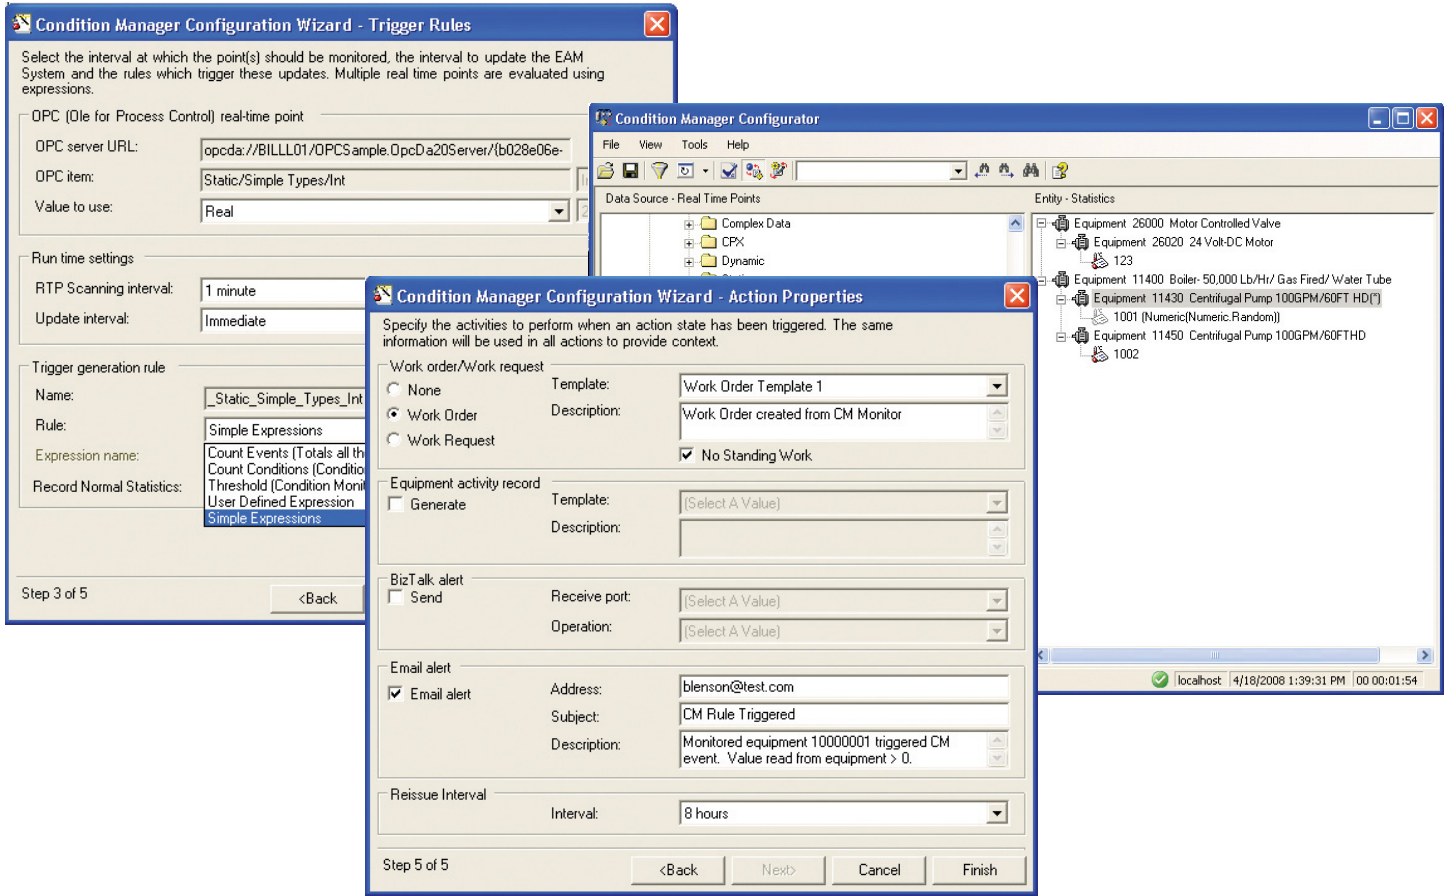 Condition Manager Configuration Wizard - Trigger Rules
Select the interval at which the point(s) should be monitored, the interval to update the EAM
System and the rules which trigger these updates. Multiple real time points are evaluated using
expressions.
OPC (Ole for Process Control) real-time point
OPC server URL:
opcda://BILLL01/OPCSample.OpcDa20Server/{b028e06e-
OPC item:
Static/Simple Types/Int
Value to use:
Real
Run time settings
RTP Scanning interval:
1 minute
Update interval:
Immediate
Trigger generation rule
Name:
_Static_Simple_Types_Int
Rule:
Simple Expressions
Expression name:
Record Normal Statistics:
Count Events (Totals all th
Count Conditions (Conditio
Threshold (Condition Monit
User Defined Expression
Simple Expressions
Step 3 of 5
<Back
Condition Manager Configurator
File View Tools Help
Data Source - Real Time Points
Complex Data
CPX
Dynamic
Entity - Statistics
Equipment 26000 Motor Controlled Valve
Equipment 26020 24 Volt-DC Motor
123
Equipment 11400 Boiler- 50,000 Lb/Hr/ Gas Fired/ Water Tube
Equipment 11430 Centrifugal Pump 100GPM/60FT HD(*)
1001 (Numeric(Numeric.Random))
Equipment 11450 Centrifugal Pump 100GPM/60FTHD
1002
localhost 4/18/2008 1:39:31 PM 00 00:01:54
Condition Manager Configuration Wizard - Action Properties
Specify the activities to perform when an action state has been triggered. The same
information will be used in all actions to provide context.
Work order/Work request
None
Work Order
Work Request
Template:
Work Order Template 1
Description:
Work Order created from CM Monitor
No Standing Work
Equipment activity record
Generate
Template:
(Select A Value)
Description:
BizTalk alert
Send
Receive port:
(Select A Value)
Operation:
(Select A Value)
Email alert
Email alert
Address:
blenson@test.com
Subject:
CM Rule Triggered
Description:
Monitored equipment 10000001 triggered CM
event. Value read from equipment > 0.
Reissue Interval
Interval:
8 hours
Step 5 of 5
<Back
Next>
Cancel
Finish